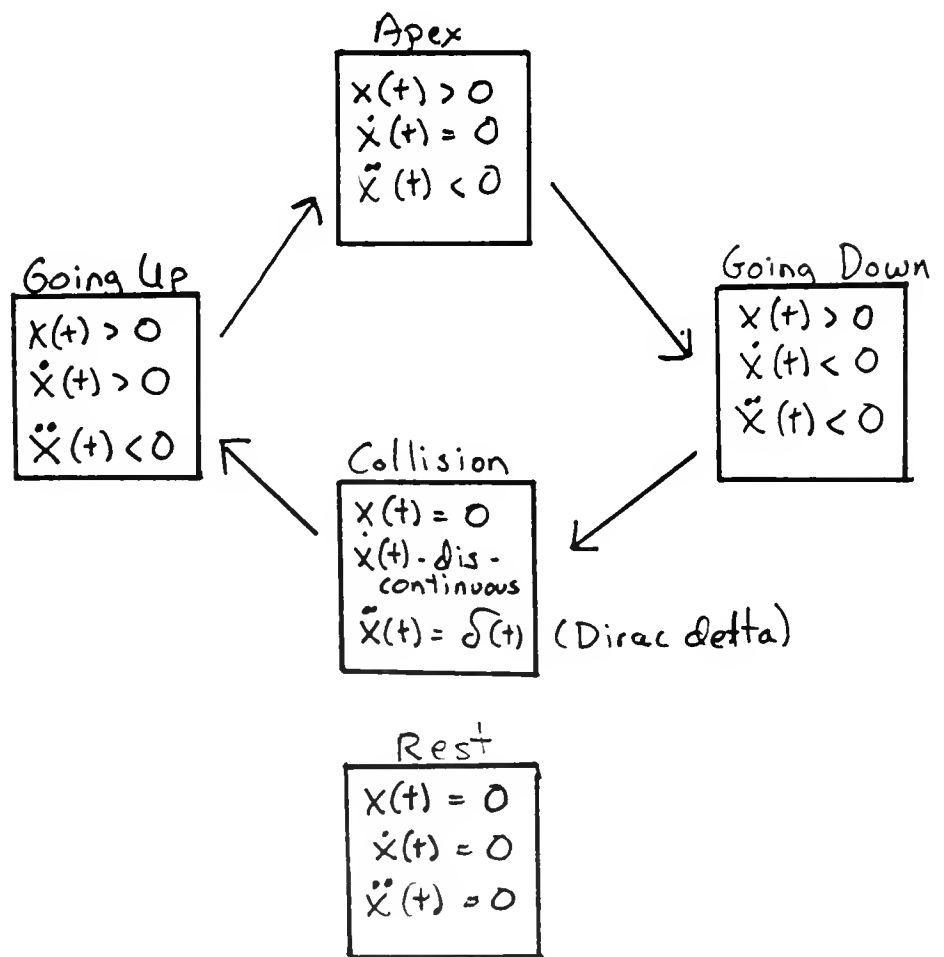 Apex
x(t) > 0
ẋ(t) = 0
ẍ(t) < 0
Going Up
x(t) > 0
ẋ(t) > 0
ẍ(t) < 0
Going Down
x(t) > 0
ẋ(t) < 0
ẍ(t) < 0
Collision
x(t) = 0
ẋ(t) - dis-
continuous
ẍ(t) = δ(t) (Dirac delta)
Rest
x(t) = 0
ẋ(t) = 0
ẍ(t) = 0